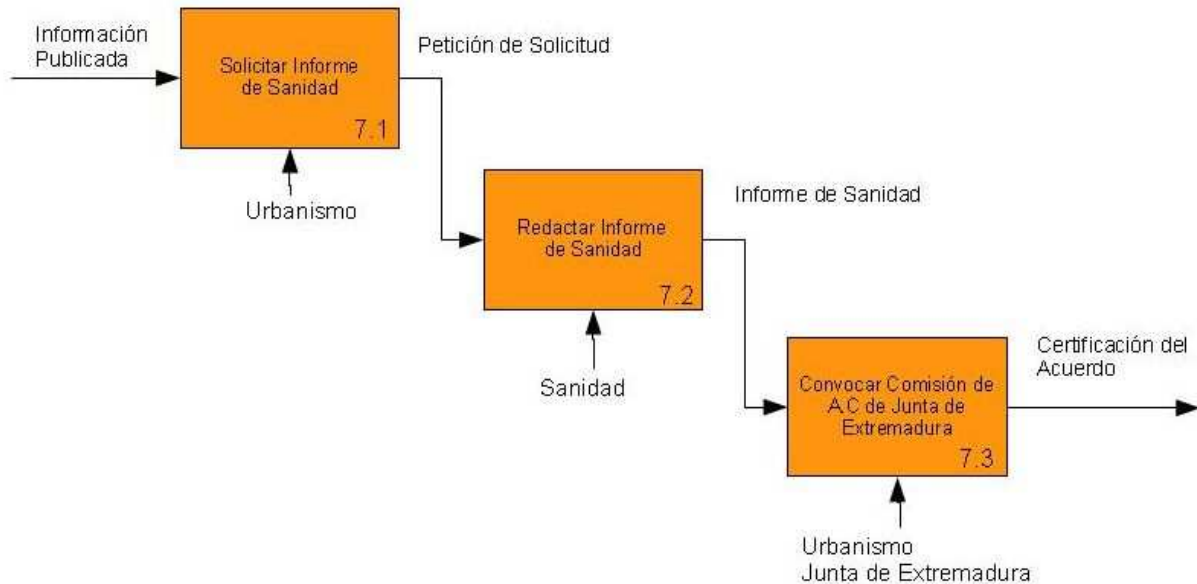 Información
Publicada
Solicitar Informe
de Sanidad
7.1
Petición de Solicitud
Urbanismo
Redactar Informe
de Sanidad
7.2
Informe de Sanidad
Sanidad
Convocar Comisión de
A.C de Junta de
Extremadura
7.3
Certificación del
Acuerdo
Urbanismo
Junta de Extremadura